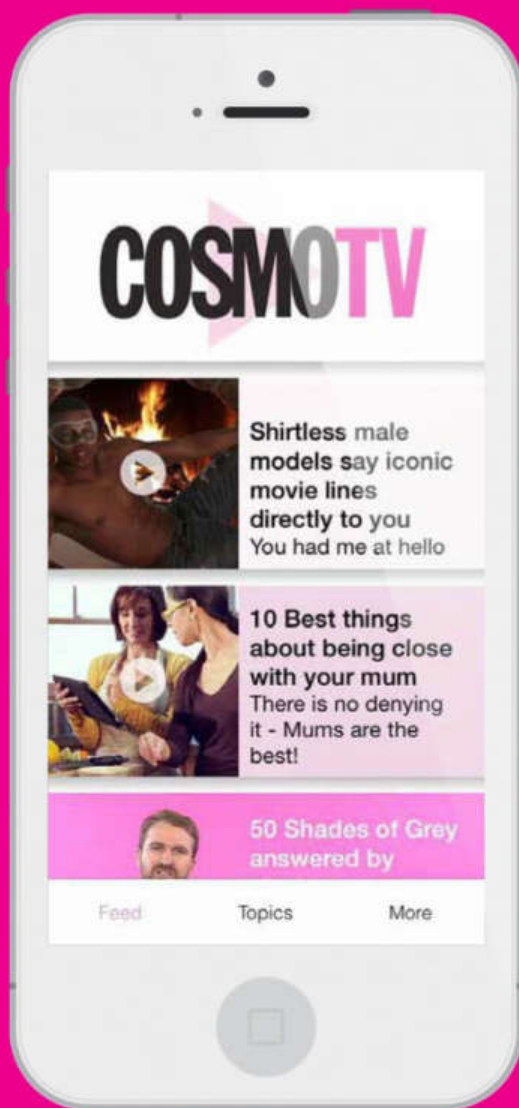 COSMOTV
Shirtless male
models say iconic
movie lines
directly to you
You had me at hello
10 Best things
about being close
with your mum
There is no denying
it - Mums are the
best!
50 Shades of Grey
answered by
Feed Topics More